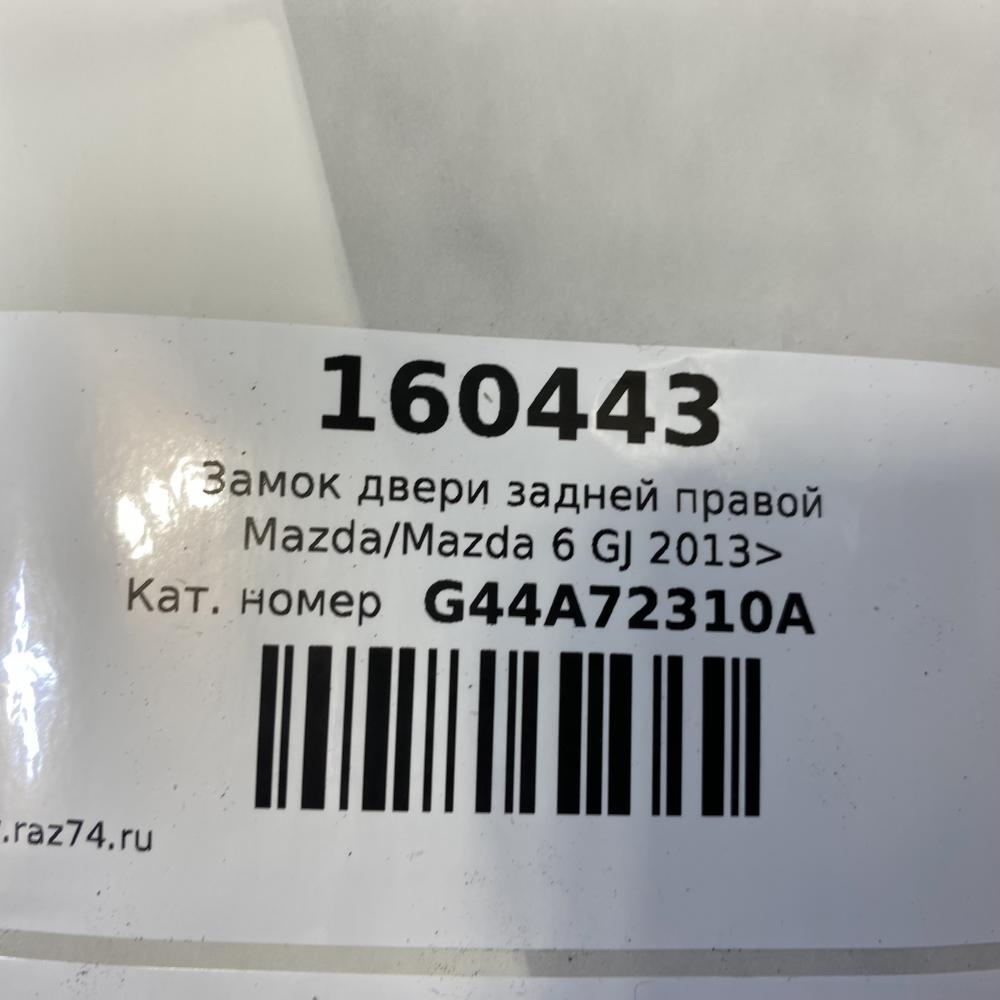 160443
Замок двери задней правой
Mazda/Mazda 6 GJ 2013>
Кат. номер G44A72310A
.raz74.ru